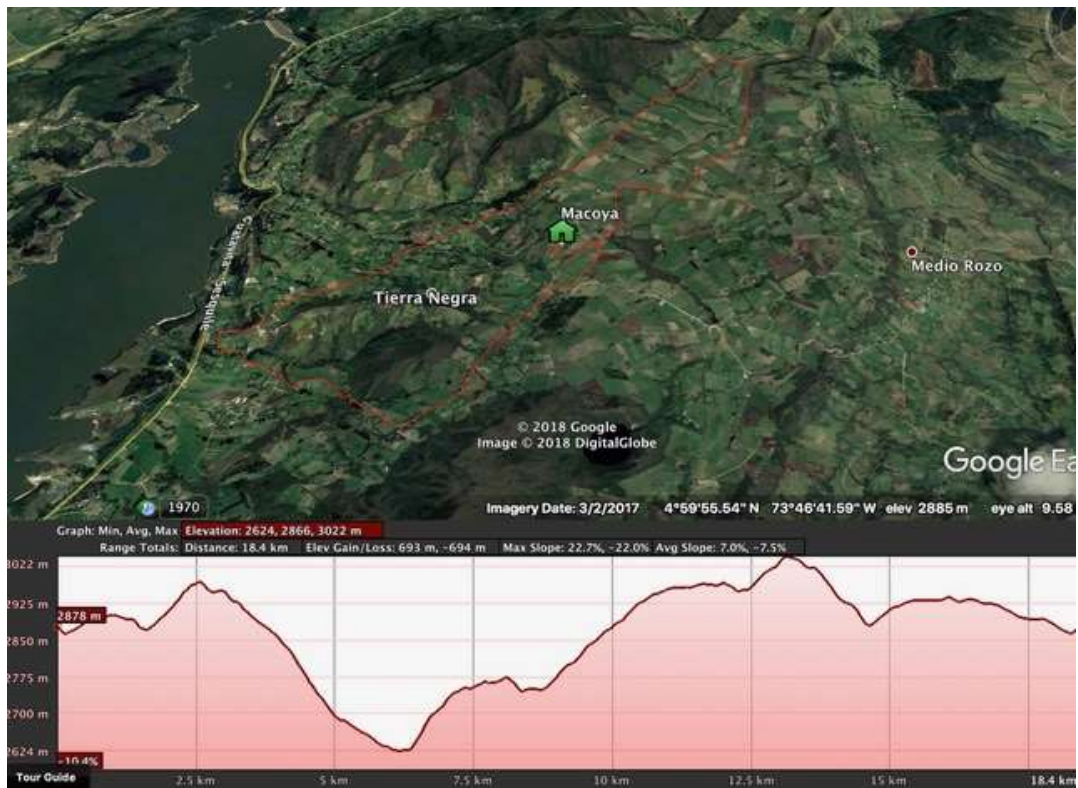 Guatavita-Sesquile
Macoya
Medio Rozo
Tierra Negra
© 2018 Google
Image © 2018 DigitalGlobe
Google Ea
1970
Imagery Date: 3/2/2017 4°59'55.54" N 73°46'41.59" W elev 2885 m eye alt 9.58
Graph: Min, Avg, Max Elevation: 2624, 2866, 3022 m
Range Totals: Distance: 18.4 km Elev Gain/Loss: 693 m, -694 m Max Slope: 22.7%, -22.0% Avg Slope: 7.0%, -7.5%
3022 m
2925 m
2878 m
2850 m
2775 m
2700 m
2624 m
-10.4%
Tour Guide
2.5 km 5 km 7.5 km 10 km 12.5 km 15 km 18.4 km